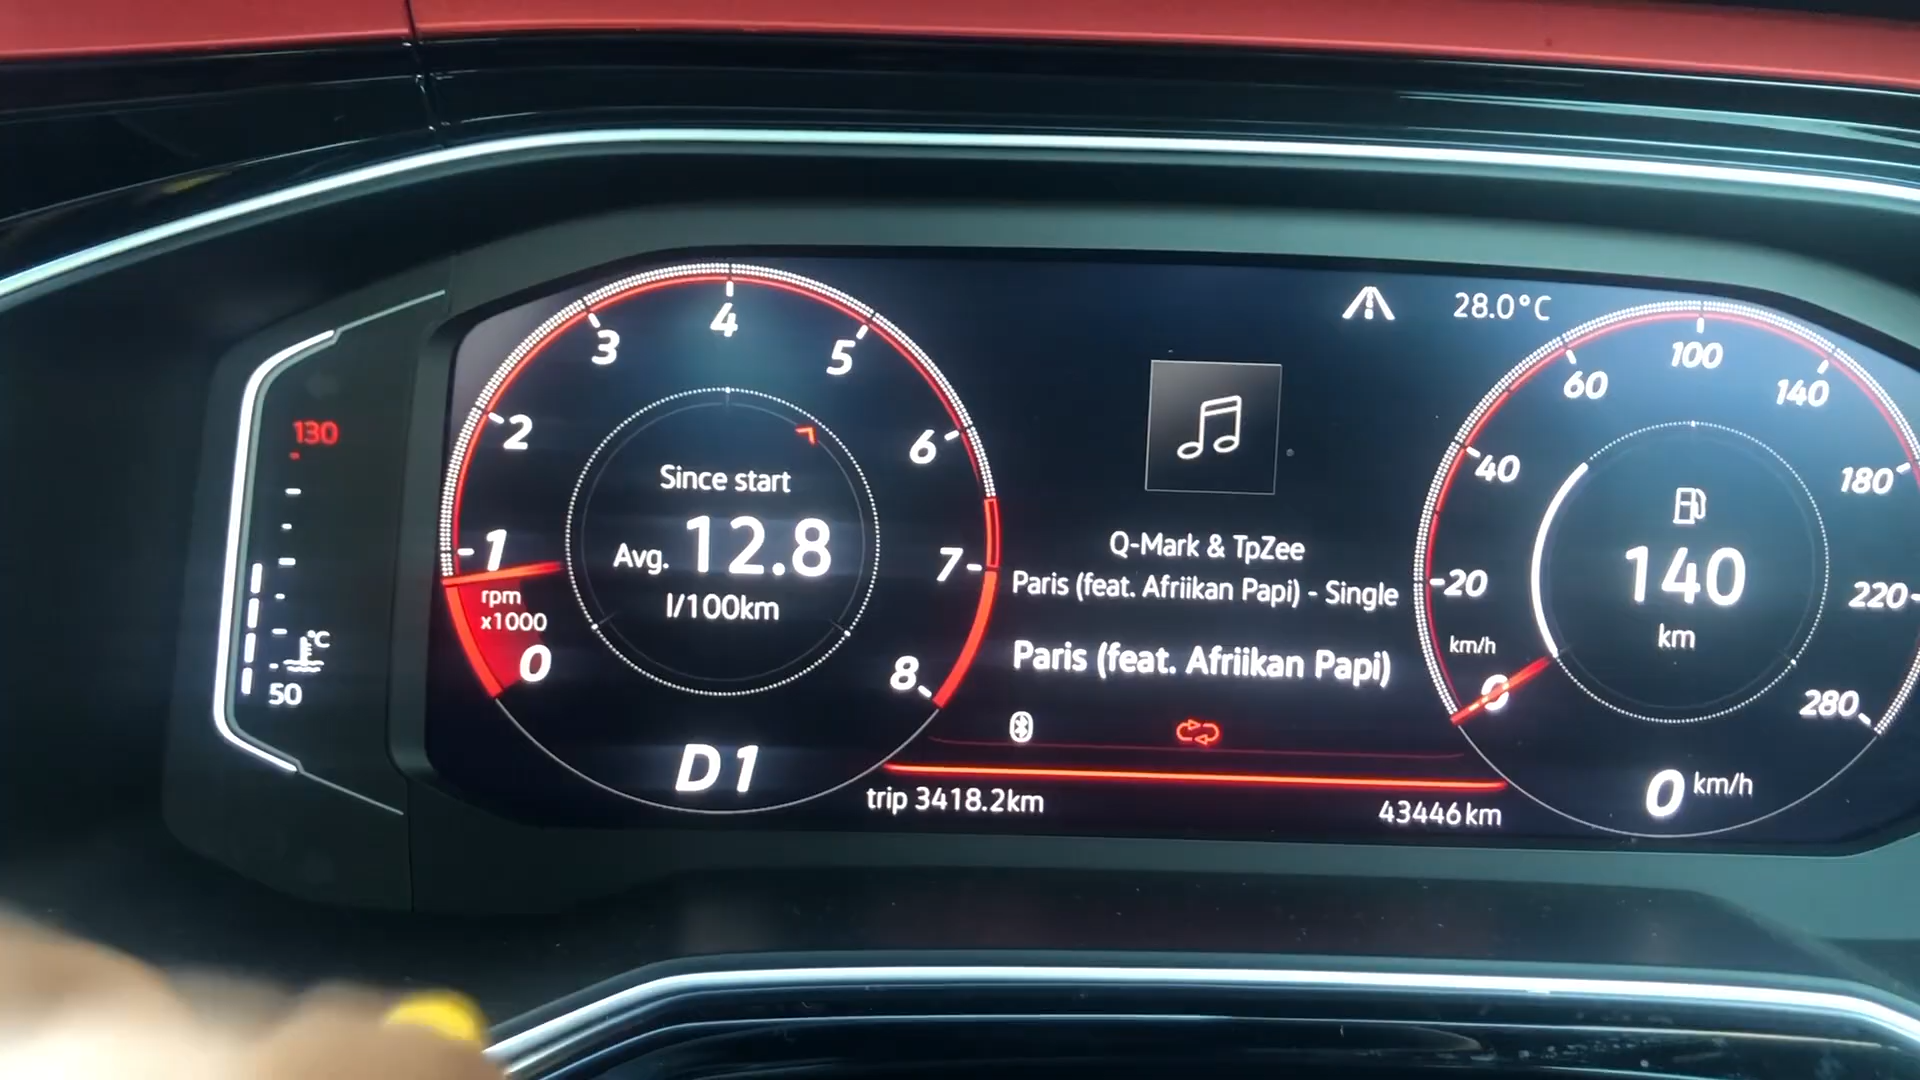 130
50
°C
0
1
2
3
4
5
6
7
8
rpm
x1000
Since start
Avg. 12.8
l/100km
D1
28.0°C
Q-Mark & TpZee
Paris (feat. Afriikan Papi) - Single
Paris (feat. Afriikan Papi)
trip 3418.2km
43446km
0
20
40
60
100
140
180
220
280
km/h
140
km
0 km/h